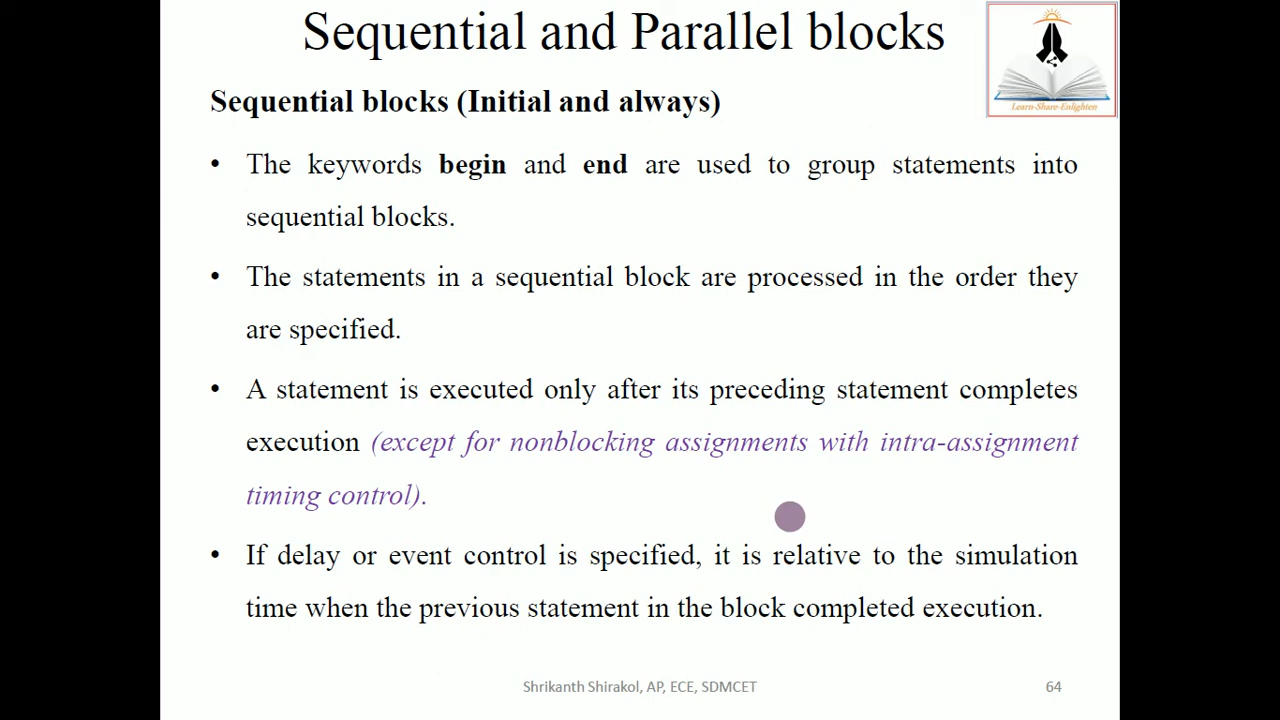 Sequential and Parallel blocks
Learn-Share-Enlighten
Sequential blocks (Initial and always)
• The keywords begin and end are used to group statements into
sequential blocks.
• The statements in a sequential block are processed in the order they
are specified.
• A statement is executed only after its preceding statement completes
execution (except for nonblocking assignments with intra-assignment
timing control).
• If delay or event control is specified, it is relative to the simulation
time when the previous statement in the block completed execution.
Shrikanth Shirakol, AP, ECE, SDMCET
64